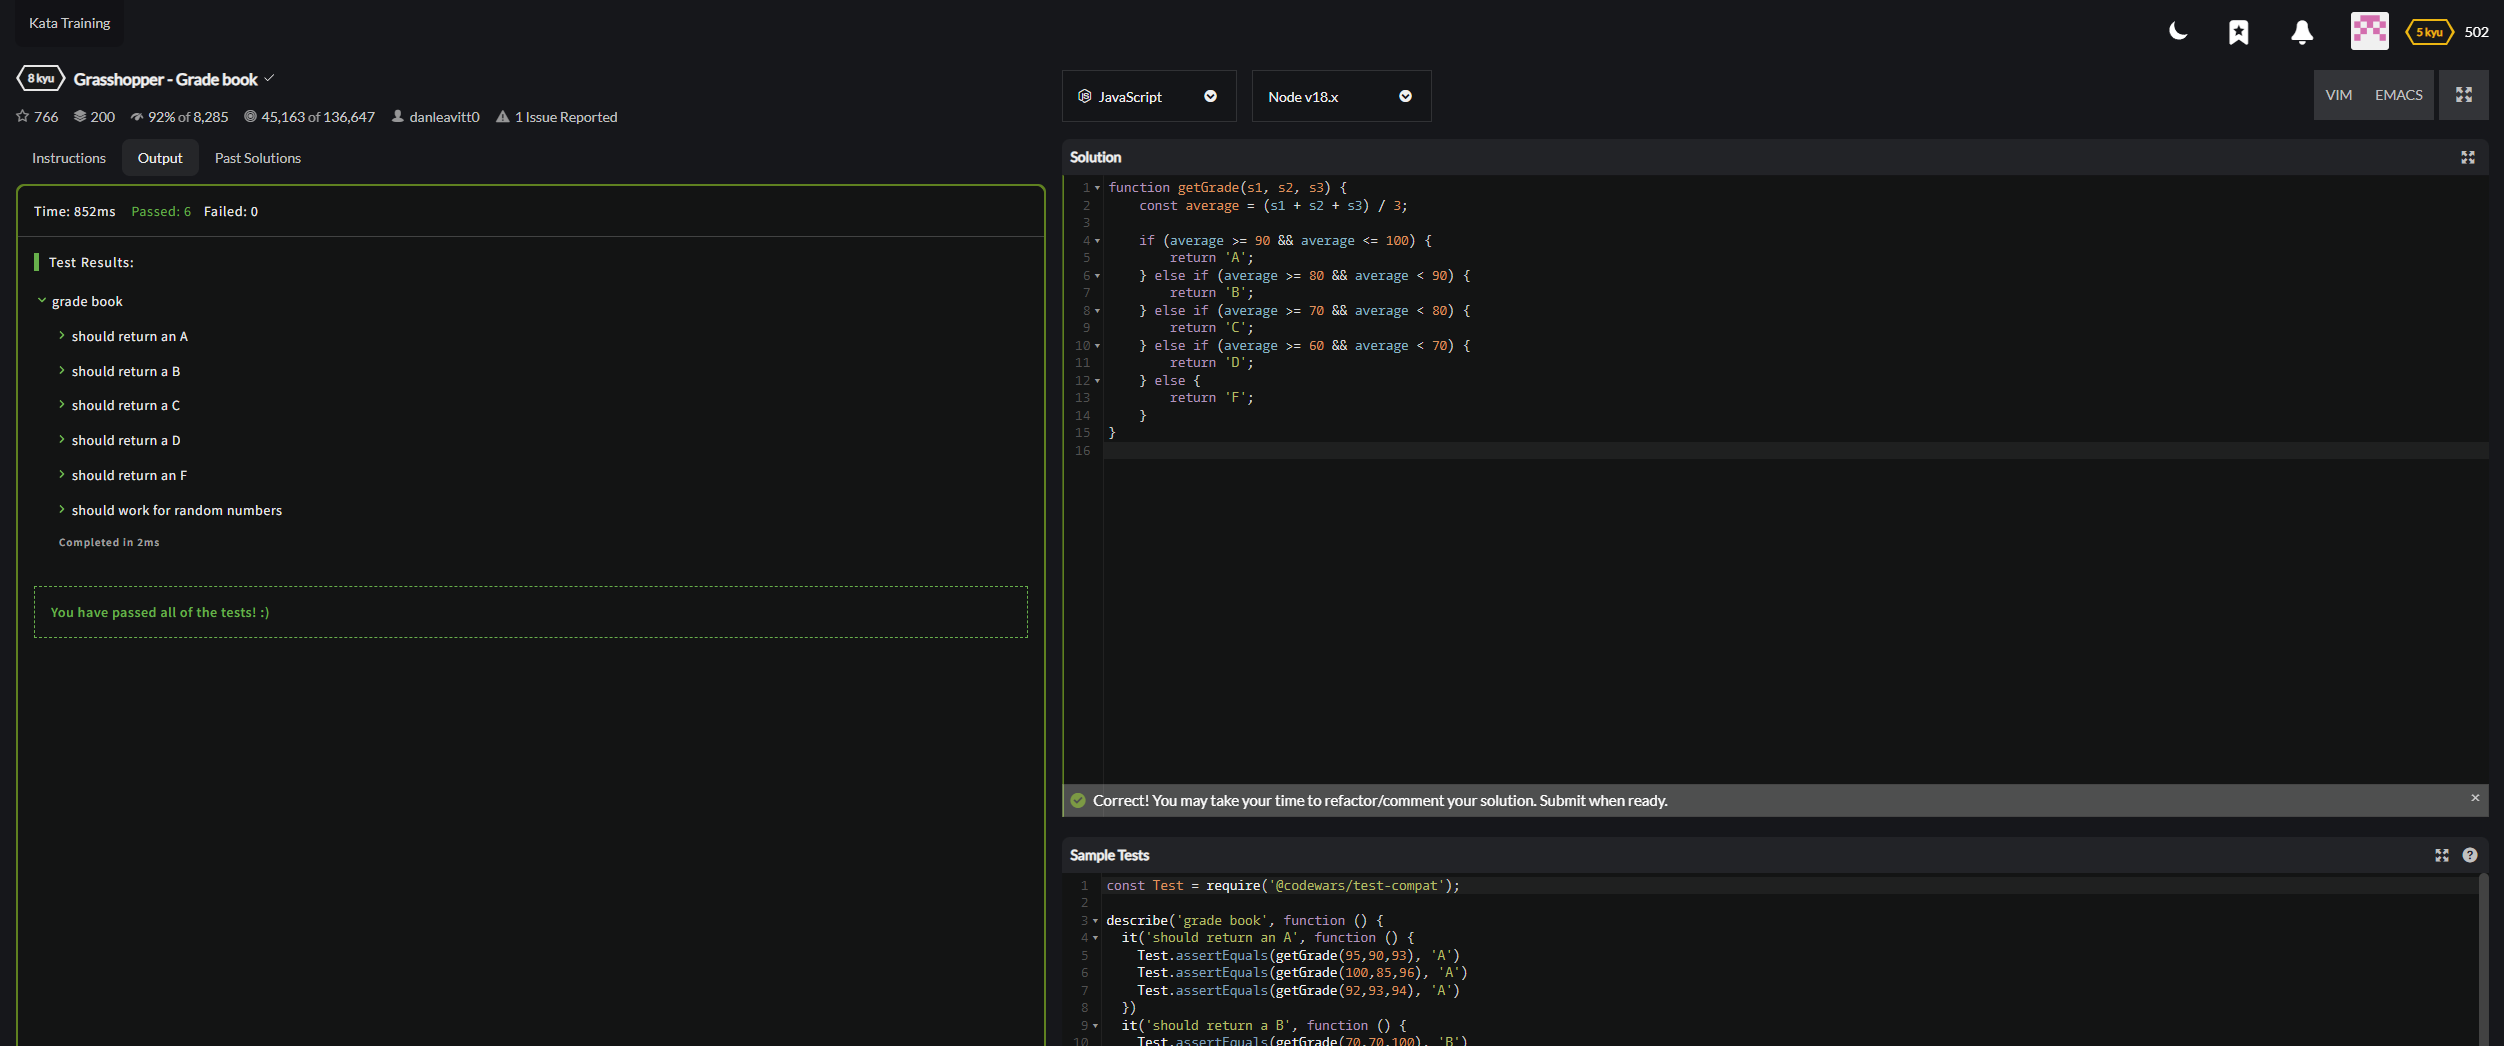 Kata Training
5 kyu 502
8 kyu Grasshopper - Grade book
766 200 92% of 8,285 45,163 of 136,647 danleavitt0 1 Issue Reported
Instructions Output Past Solutions
Time: 852ms Passed: 6 Failed: 0
Test Results:
grade book
should return an A
should return a B
should return a C
should return a D
should return an F
should work for random numbers
Completed in 2ms
You have passed all of the tests! :)
JavaScript Node v18.x VIM EMACS
Solution
1 function getGrade(s1, s2, s3) {
2     const average = (s1 + s2 + s3) / 3;
3
4     if (average >= 90 && average <= 100) {
5         return 'A';
6     } else if (average >= 80 && average < 90) {
7         return 'B';
8     } else if (average >= 70 && average < 80) {
9         return 'C';
10     } else if (average >= 60 && average < 70) {
11         return 'D';
12     } else {
13         return 'F';
14     }
15 }
16
Correct! You may take your time to refactor/comment your solution. Submit when ready.
Sample Tests
1 const Test = require('@codewars/test-compat');
2
3 describe('grade book', function () {
4   it('should return an A', function () {
5     Test.assertEquals(getGrade(95,90,93), 'A')
6     Test.assertEquals(getGrade(100,85,96), 'A')
7     Test.assertEquals(getGrade(92,93,94), 'A')
8   })
9   it('should return a B', function () {
10     Test.assertEquals(getGrade(70,70,100), 'B')